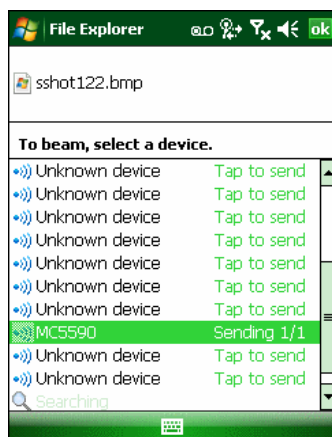 File Explorer ok
sshot122.bmp
To beam, select a device.
Unknown device Tap to send
Unknown device Tap to send
Unknown device Tap to send
Unknown device Tap to send
Unknown device Tap to send
Unknown device Tap to send
Unknown device Tap to send
MC5590 Sending 1/1
Unknown device Tap to send
Unknown device Tap to send
Searching